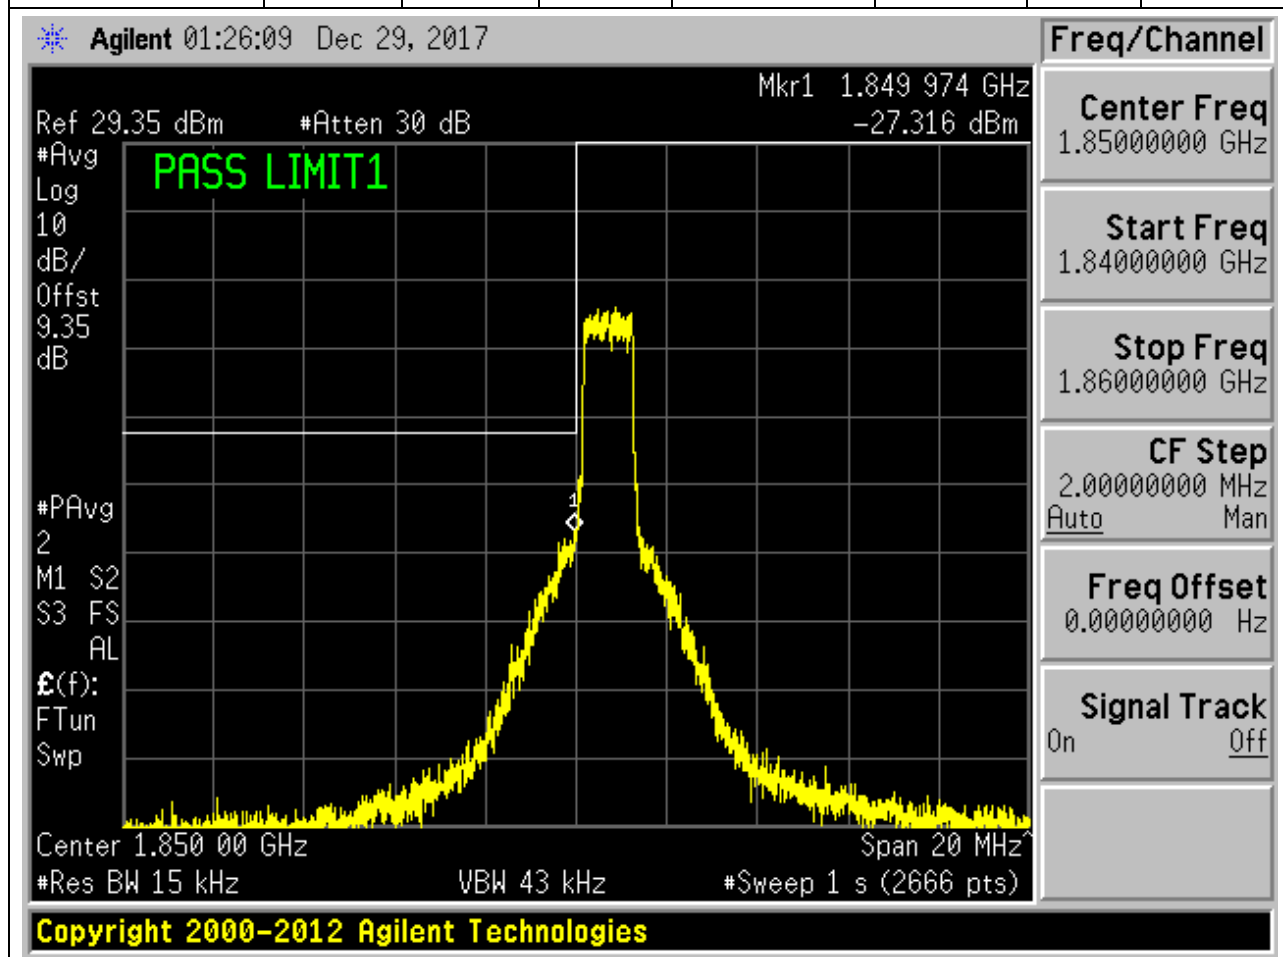 Agilent 01:26:09 Dec 29, 2017
Freq/Channel
Mkr1 1.849 974 GHz
Ref 29.35 dBm #Atten 30 dB -27.316 dBm
#Avg
Log
10
dB/
Offst
9.35
dB
PASS LIMIT1
1
#PAvg
2
M1 S2
S3 FS
AL
£(f):
FTun
Swp
Center 1.850 00 GHz Span 20 MHz^
#Res BW 15 kHz VBW 43 kHz #Sweep 1 s (2666 pts)
Center Freq
1.85000000 GHz
Start Freq
1.84000000 GHz
Stop Freq
1.86000000 GHz
CF Step
2.00000000 MHz
Auto Man
Freq Offset
0.00000000 Hz
Signal Track
On Off
Copyright 2000-2012 Agilent Technologies